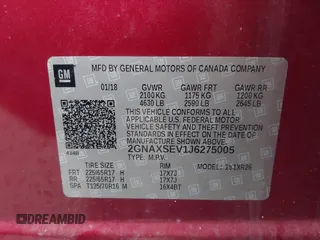 GM
MFD BY GENERAL MOTORS OF CANADA COMPANY
01/18 GVWR GAWR FRT GAWR RR
2100 KG 1175 KG 1200 KG
4630 LB 2590 LB 2645 LB
THIS VEHICLE CONFORMS TO ALL APPLICABLE U.S. FEDERAL MOTOR VEHICLE SAFETY, BUMPER, AND THEFT PREVENTION STANDARDS IN EFFECT ON THE DATE OF MANUFACTURE SHOWN ABOVE.
2GNAXSEV1J6275005
TYPE: M.P.V. MODEL:
TIRE SIZE SPEED RTG RIM
FRT 225/65R17 H 17X7J
RR 225/65R17 H 17X7J
SPA T135/70R16 M 16X4BT
DREAMBID